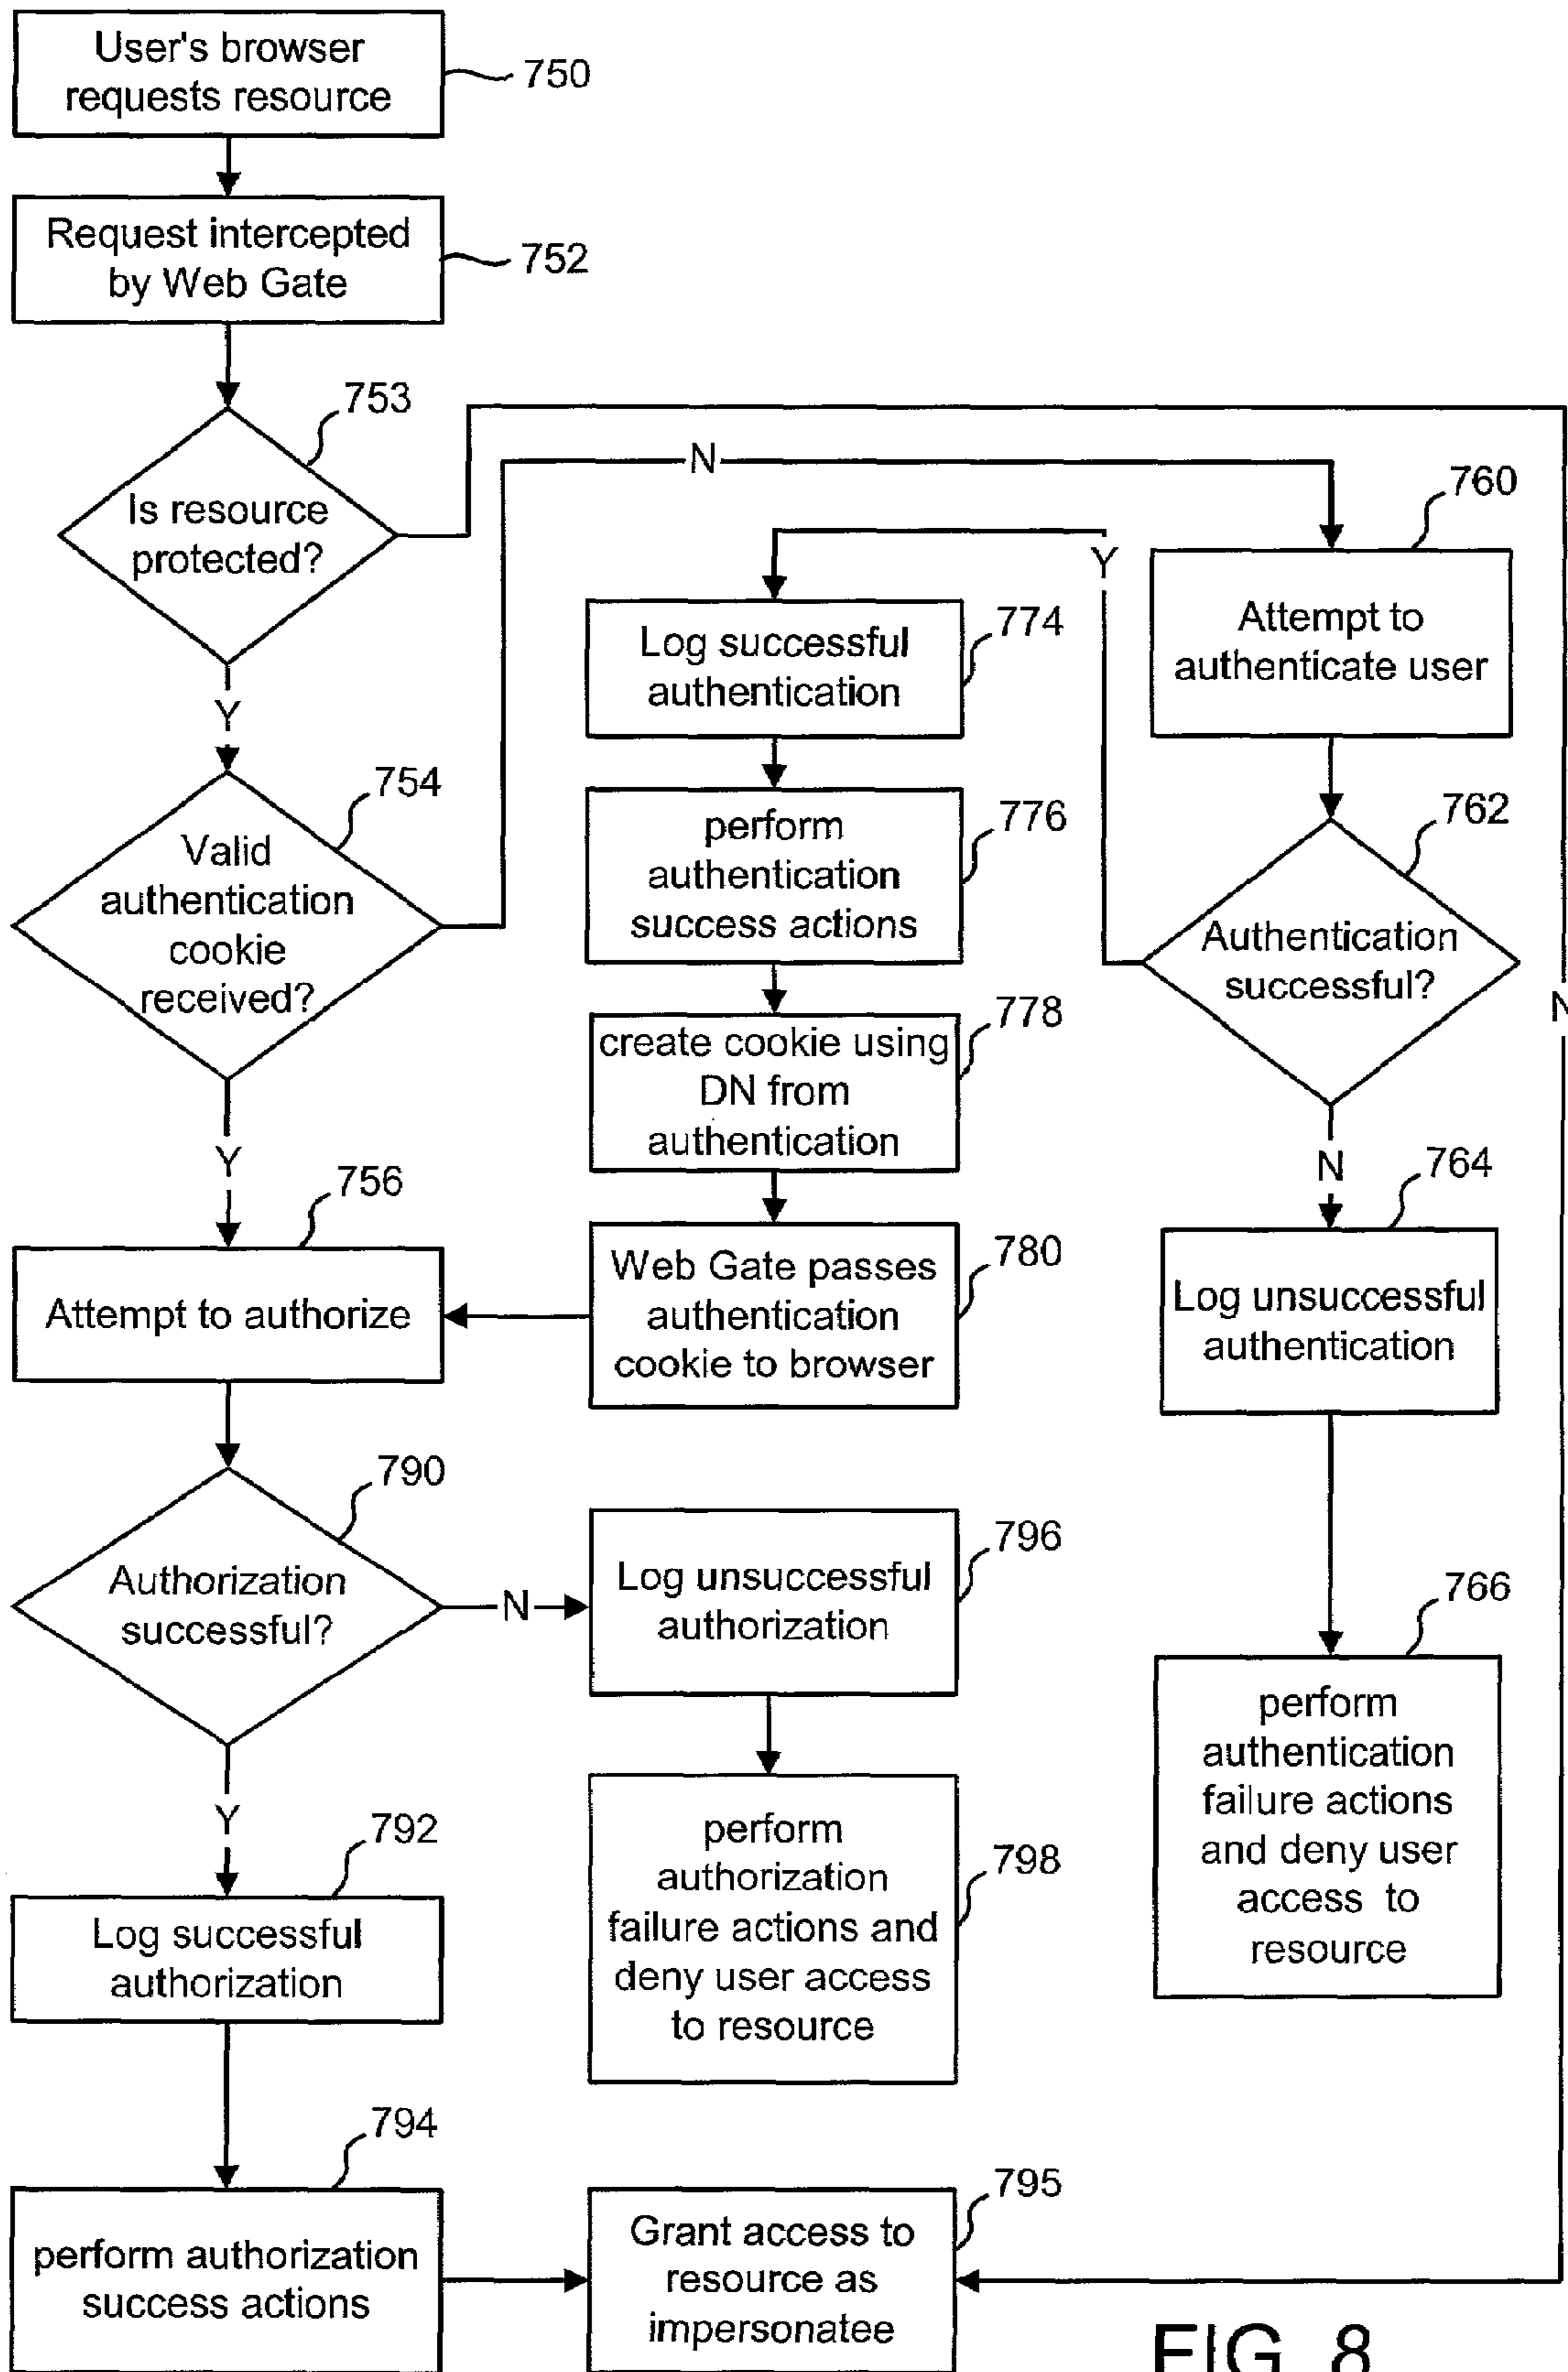 User's browser
requests resource
750
Request intercepted
by Web Gate
752
753
Is resource
protected?
N
760
Y
Attempt to
authenticate user
774
Log successful
authentication
Y
754
Valid
authentication
cookie
received?
776
perform
authentication
success actions
762
Authentication
successful?
N
778
create cookie using
DN from
authentication
Y
N
764
756
Attempt to authorize
780
Web Gate passes
authentication
cookie to browser
Log unsuccessful
authentication
790
Authorization
successful?
N
796
Log unsuccessful
authorization
766
perform
authentication
failure actions
and deny user
access to
resource
Y
792
Log successful
authorization
798
perform
authorization
failure actions and
deny user access
to resource
794
perform authorization
success actions
795
Grant access to
resource as
impersonatee
FIG. 8